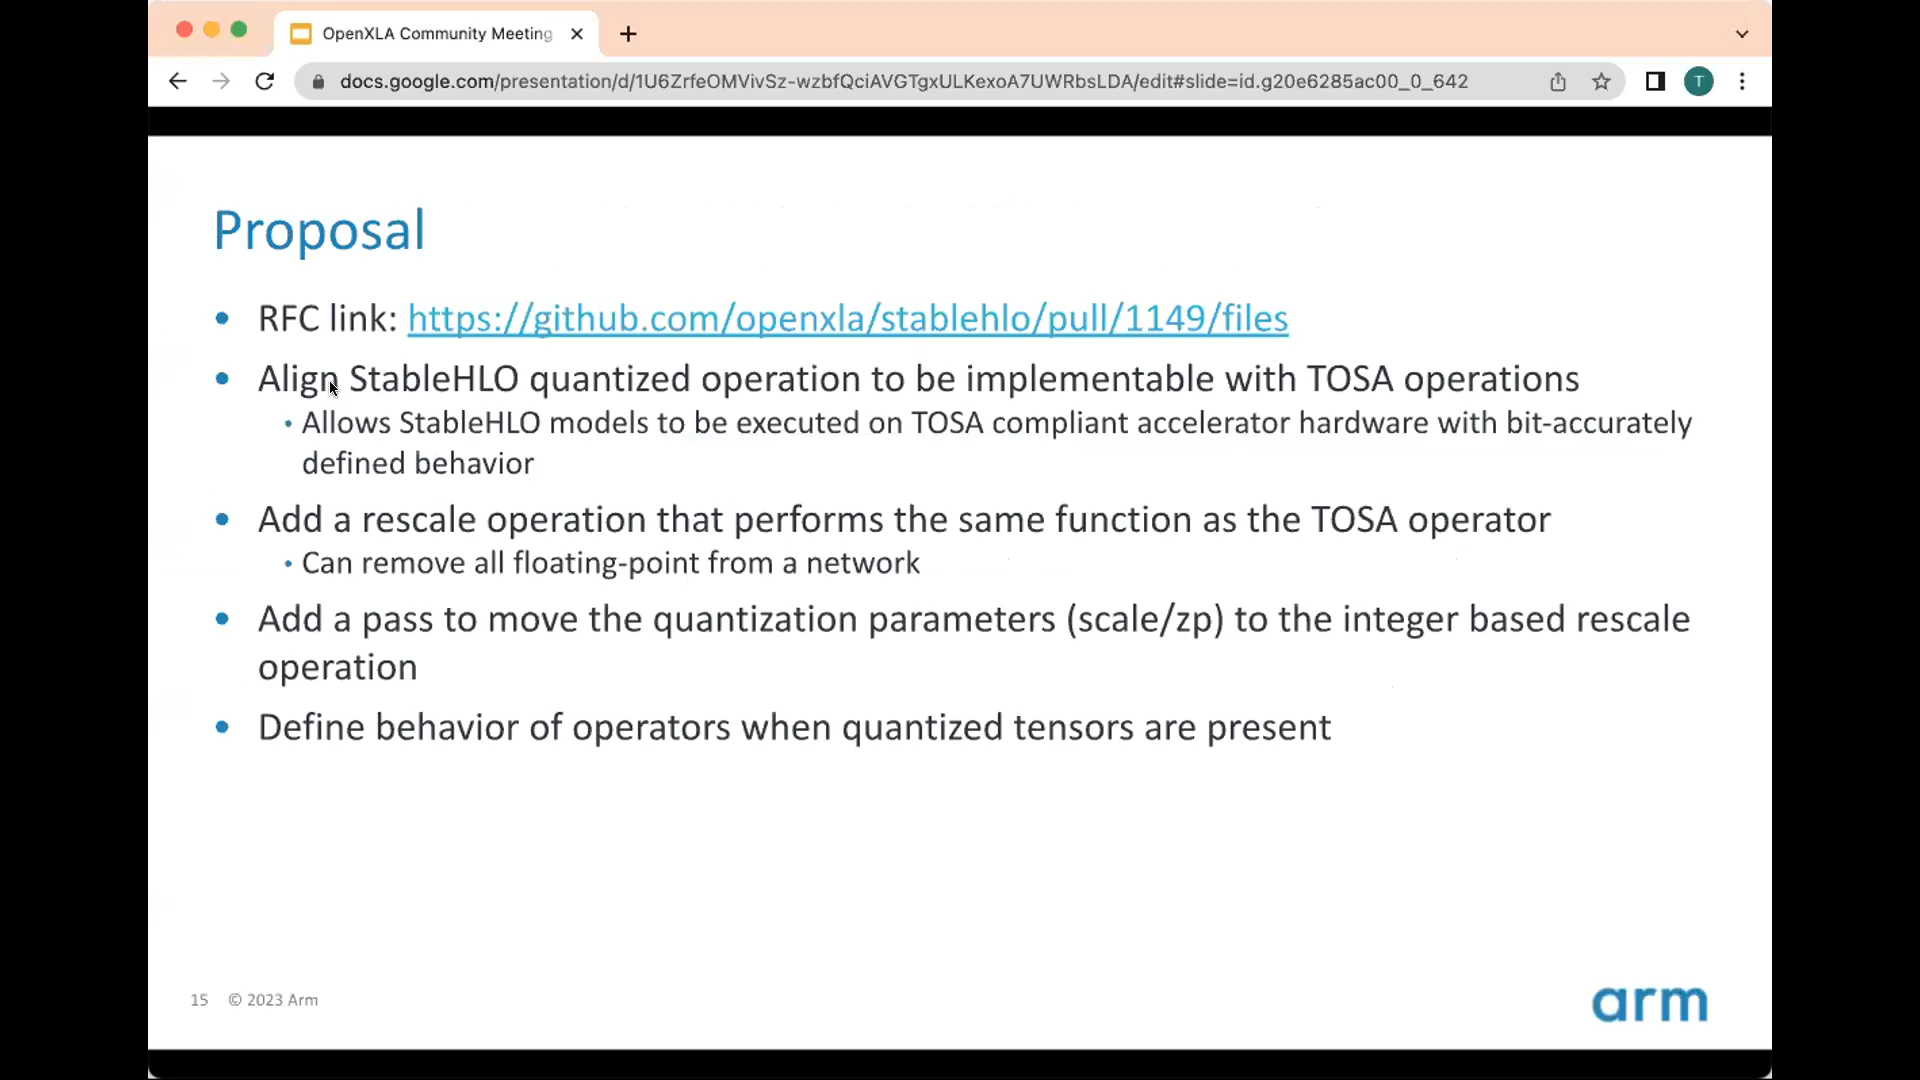 OpenXLA Community Meeting
docs.google.com/presentation/d/1U6ZrfeOMVivSz-wzbfQciAVGTgxULKexoA7UWRbsLDA/edit#slide=id.g20e6285ac00_0_642
T
Proposal
• RFC link: https://github.com/openxla/stablehlo/pull/1149/files
• Align StableHLO quantized operation to be implementable with TOSA operations
• Allows StableHLO models to be executed on TOSA compliant accelerator hardware with bit-accurately
defined behavior
• Add a rescale operation that performs the same function as the TOSA operator
• Can remove all floating-point from a network
• Add a pass to move the quantization parameters (scale/zp) to the integer based rescale
operation
• Define behavior of operators when quantized tensors are present
15 © 2023 Arm
arm